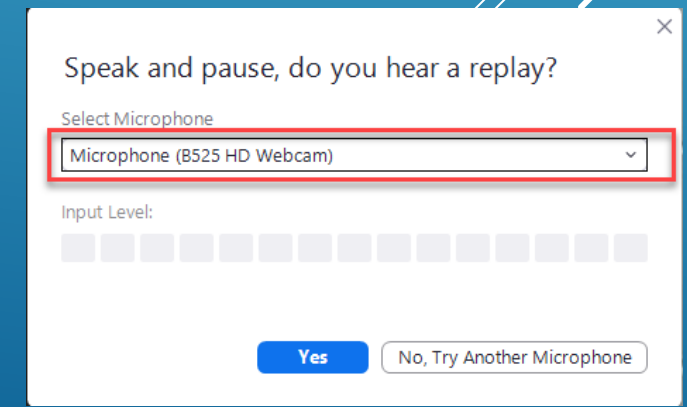 Speak and pause, do you hear a replay?
Select Microphone
Microphone (B525 HD Webcam)
Input Level:
Yes
No, Try Another Microphone